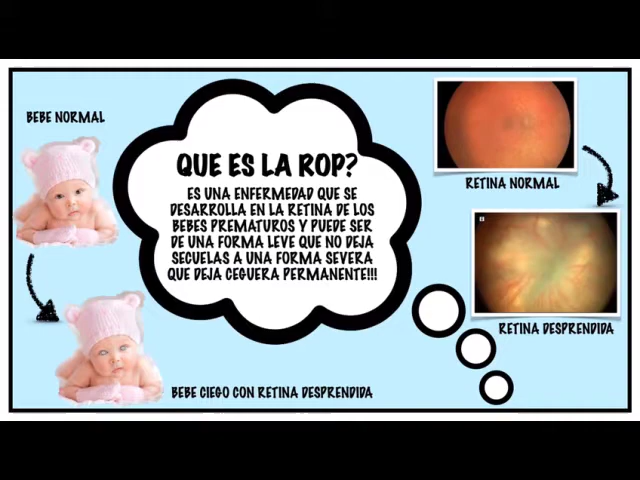 BEBE NORMAL
QUE ES LA ROP?
ES UNA ENFERMEDAD QUE SE
DESARROLLA EN LA RETINA DE LOS
BEBES PREMATUROS Y PUEDE SER
DE UNA FORMA LEVE QUE NO DEJA
SECUELAS A UNA FORMA SEVERA
QUE DEJA CEGUERA PERMANENTE!!!
RETINA NORMAL
RETINA DESPRENDIDA
BEBE CIEGO CON RETINA DESPRENDIDA